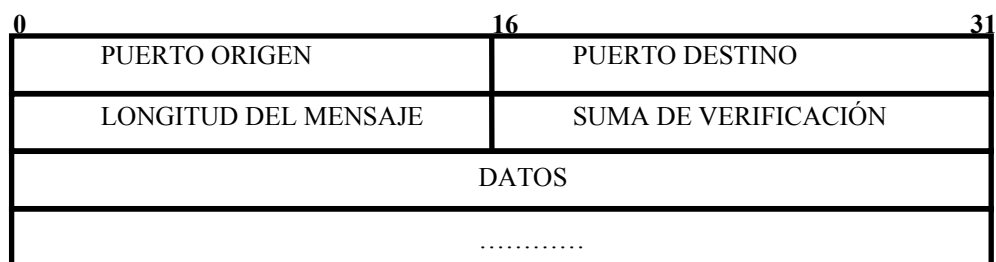 0 16 31
PUERTO ORIGEN PUERTO DESTINO
LONGITUD DEL MENSAJE SUMA DE VERIFICACIÓN
DATOS
…………